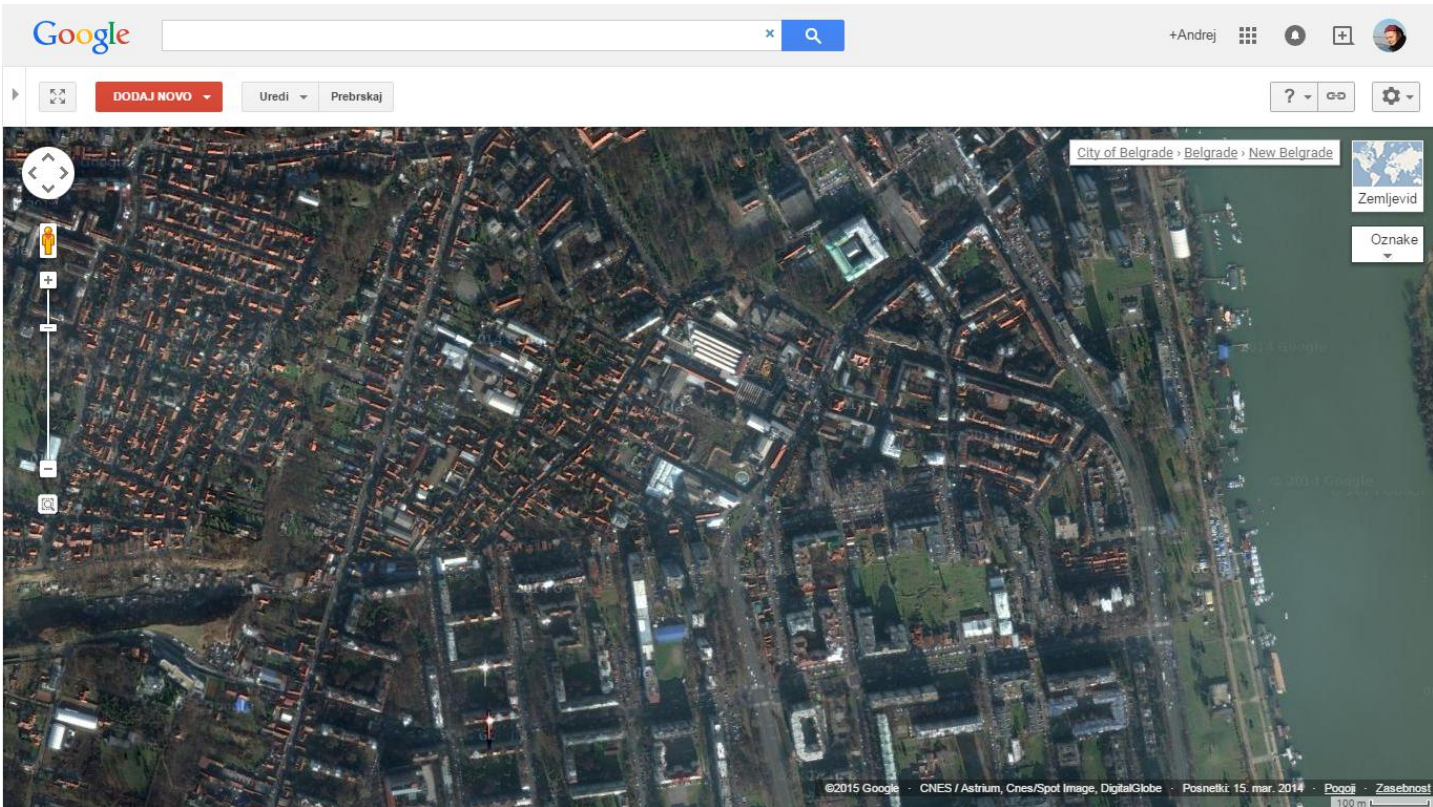 Google
× 
+Andrej
DODAJ NOVO
Uredi
Prebrskaj
?
City of Belgrade › Belgrade › New Belgrade
Zemljevid
Oznake
©2015 Google · CNES / Astrium, Cnes/Spot Image, DigitalGlobe · Posnetki: 15. mar. 2014 · Pogoji · Zasebnost
100 m